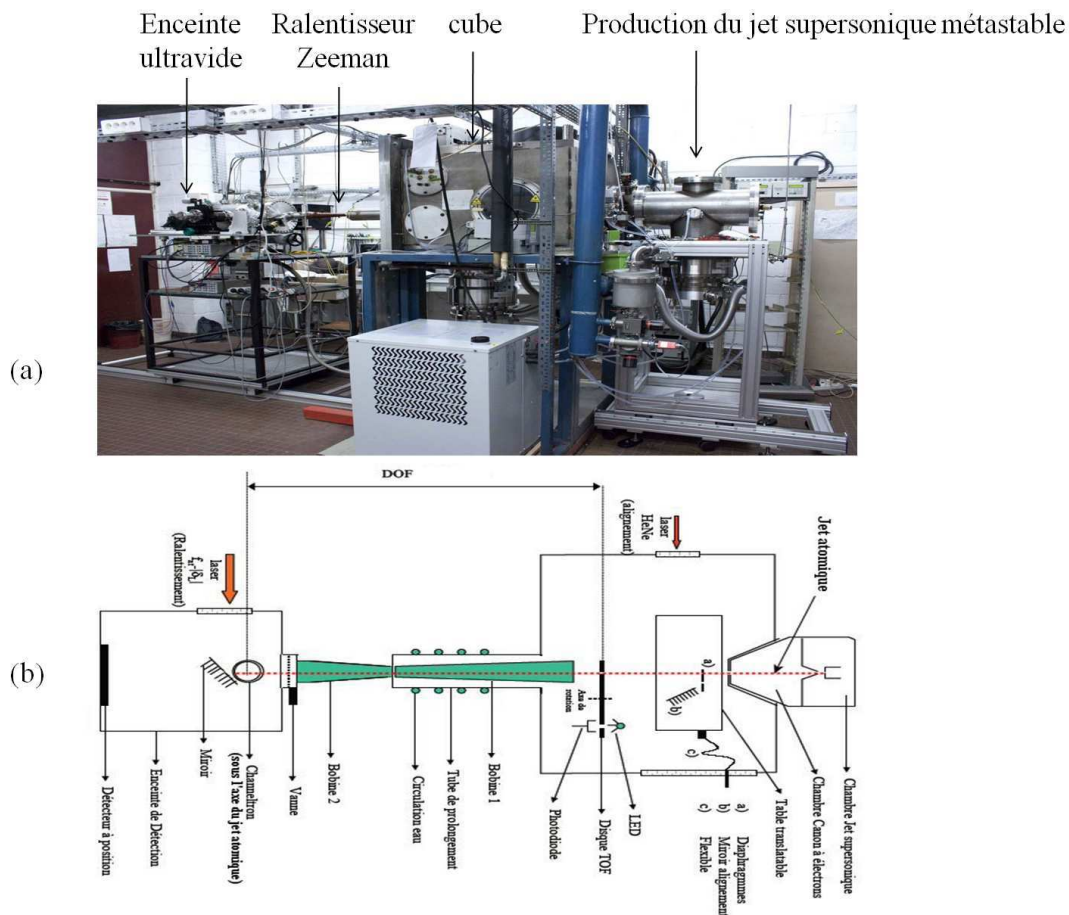 Enceinte
ultravide
Ralentisseur
Zeeman
cube
Production du jet supersonique métastable
(a)
(b)
DOF
laser
(Ralentissement)
laser
HeNe
(alignement)
Jet atomique
a)
b)
c)
Axe de
rotation
Détecteur à position
Enceinte de Détection
Miroir
Channeltron
(sous l'axe du jet atomique)
Vanne
Bobine 2
Circulation eau
Tube de prolongement
Bobine 1
Photodiode
Disque TOF
LED
a) Diaphragmes
b) Miroir alignement
c) Flexible
Table translatable
Chambre Canon à électrons
Chambre Jet supersonique